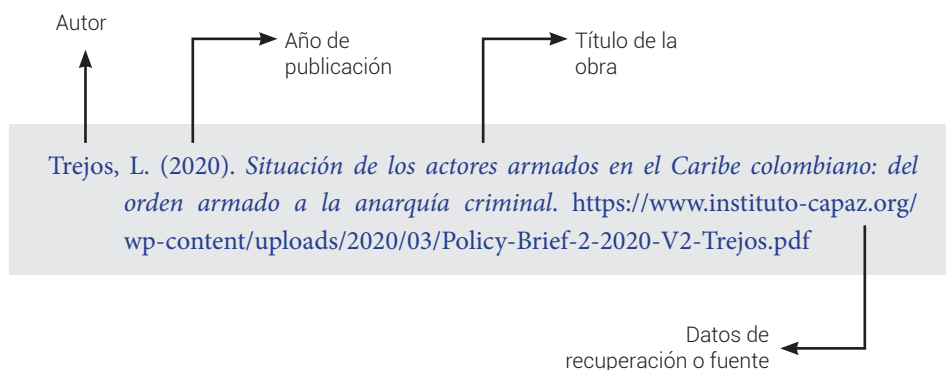 Autor
Año de
publicación
Título de la
obra
Trejos, L. (2020). Situación de los actores armados en el Caribe colombiano: del
orden armado a la anarquía criminal. https://www.instituto-capaz.org/
wp-content/uploads/2020/03/Policy-Brief-2-2020-V2-Trejos.pdf
Datos de
recuperación o fuente